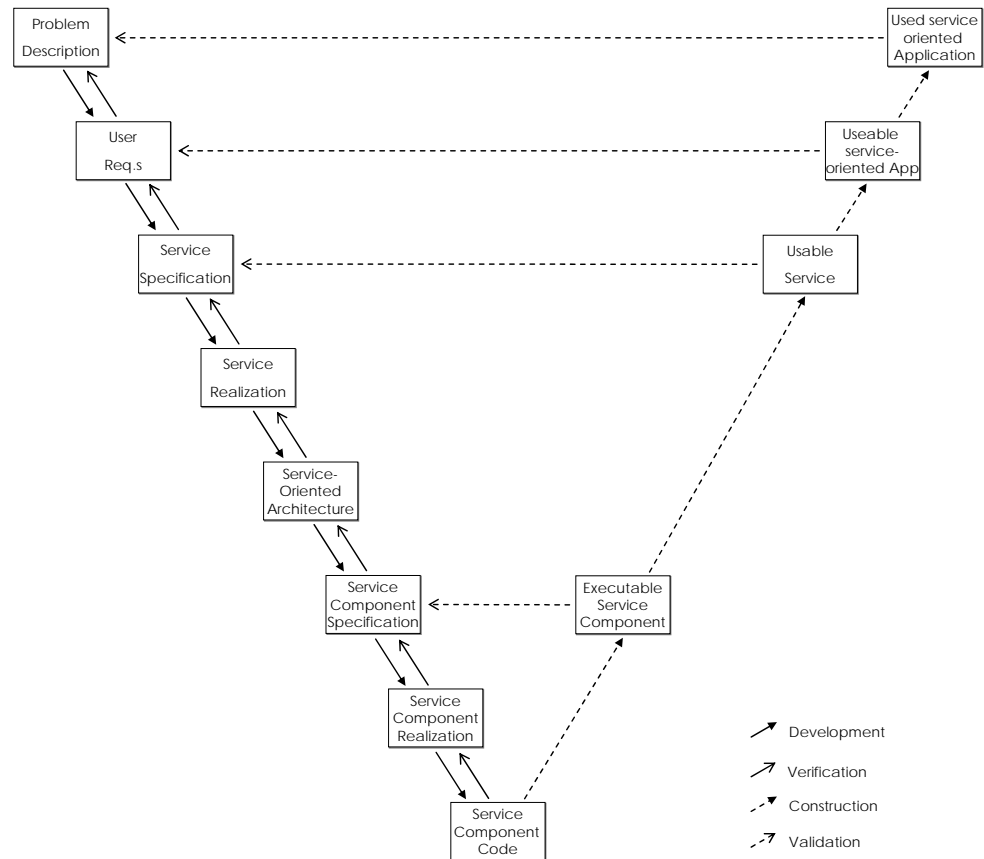 Problem
Description
Used service
oriented
Application
User
Req.s
Useable
service-
oriented App
Service
Specification
Usable
Service
Service
Realization
Service-
Oriented
Architecture
Service
Component
Specification
Executable
Service
Component
Service
Component
Realization
Service
Component
Code
Development
Verification
Construction
Validation